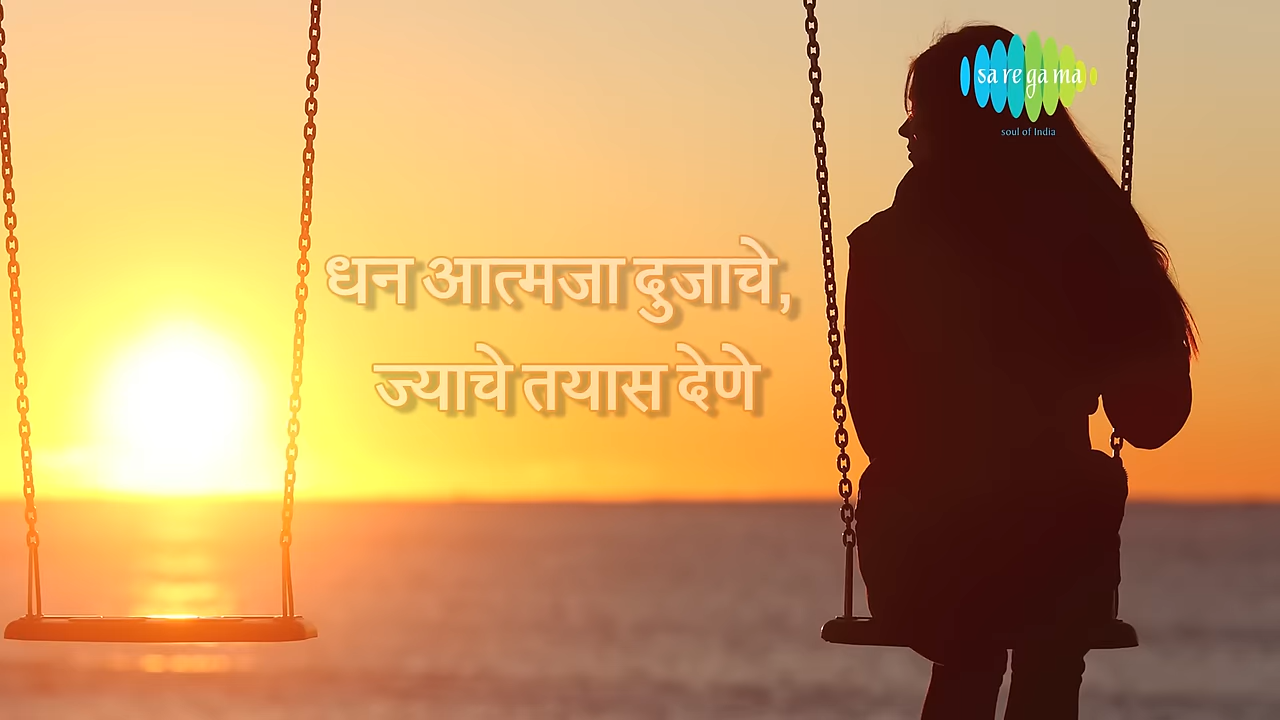 sa re ga ma
soul of India
धन आत्मजा दुजाचे,
ज्याचे तयास देणे